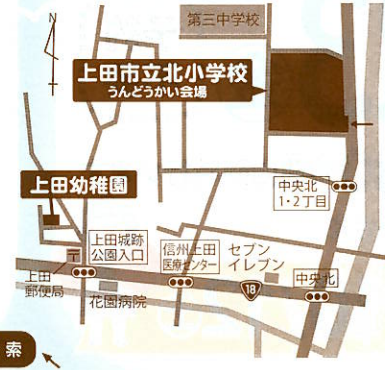 第三中学校
N
上田市立北小学校
うんどうかい会場
上田幼稚園
中央北
1・2丁目
上田城跡
公園入口
信州上田
医療センター
セブン
イレブン
〒
上田
郵便局
花園病院
18
中央北
索